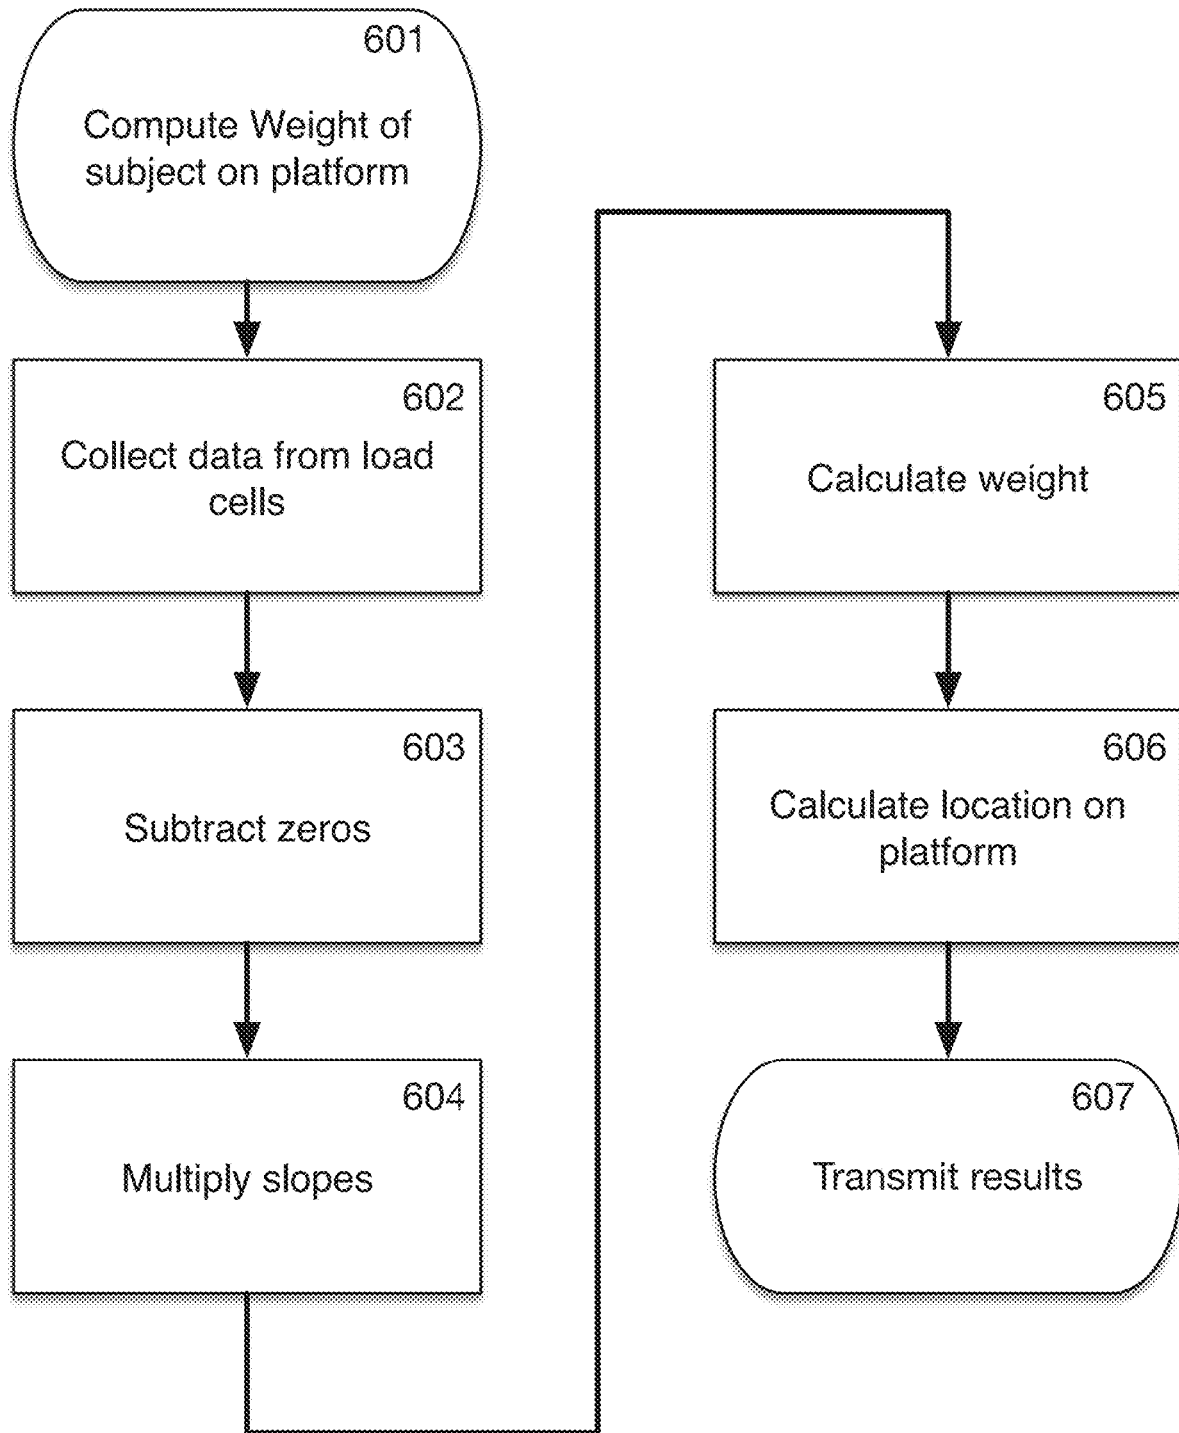 601
Compute Weight of
subject on platform
602
Collect data from load
cells
603
Subtract zeros
604
Multiply slopes
605
Calculate weight
606
Calculate location on
platform
607
Transmit results